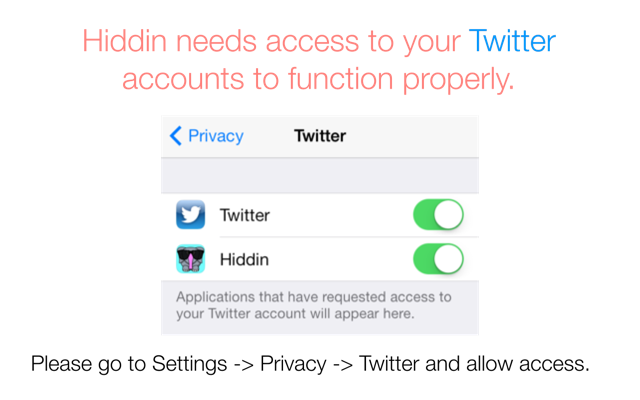 Hiddin needs access to your Twitter
accounts to function properly.
Privacy
Twitter
Twitter
Hiddin
Applications that have requested access to
your Twitter account will appear here.
Please go to Settings -> Privacy -> Twitter and allow access.